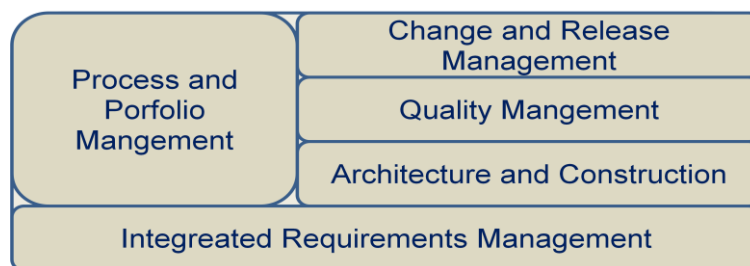 Process and
Porfolio
Mangement
Change and Release
Management
Quality Mangement
Architecture and Construction
Integreated Requirements Management